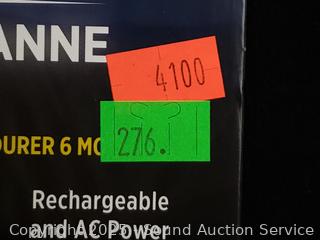 ANNE
4100
276.
OURER 6 MO
Rechargeable
and AC Power
Copyright 2025 - Sound Auction Service